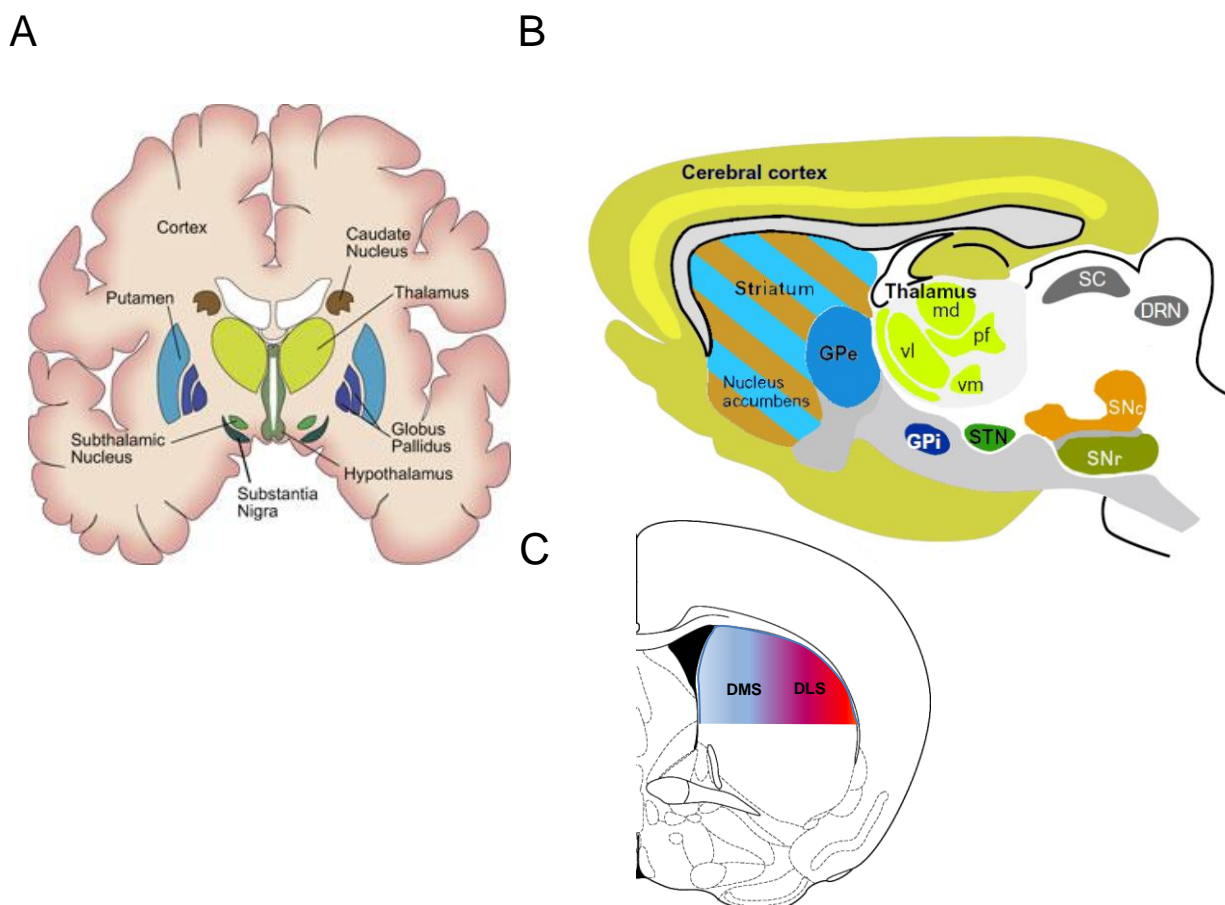 A
B
Cortex
Caudate
Nucleus
Putamen
Thalamus
Subthalamic
Nucleus
Globus
Pallidus
Hypothalamus
Substantia
Nigra
Cerebral cortex
Striatum
Thalamus
md
SC
DRN
GPe
vl
pf
vm
Nucleus
accumbens
SNc
GPi
STN
SNr
C
DMS
DLS